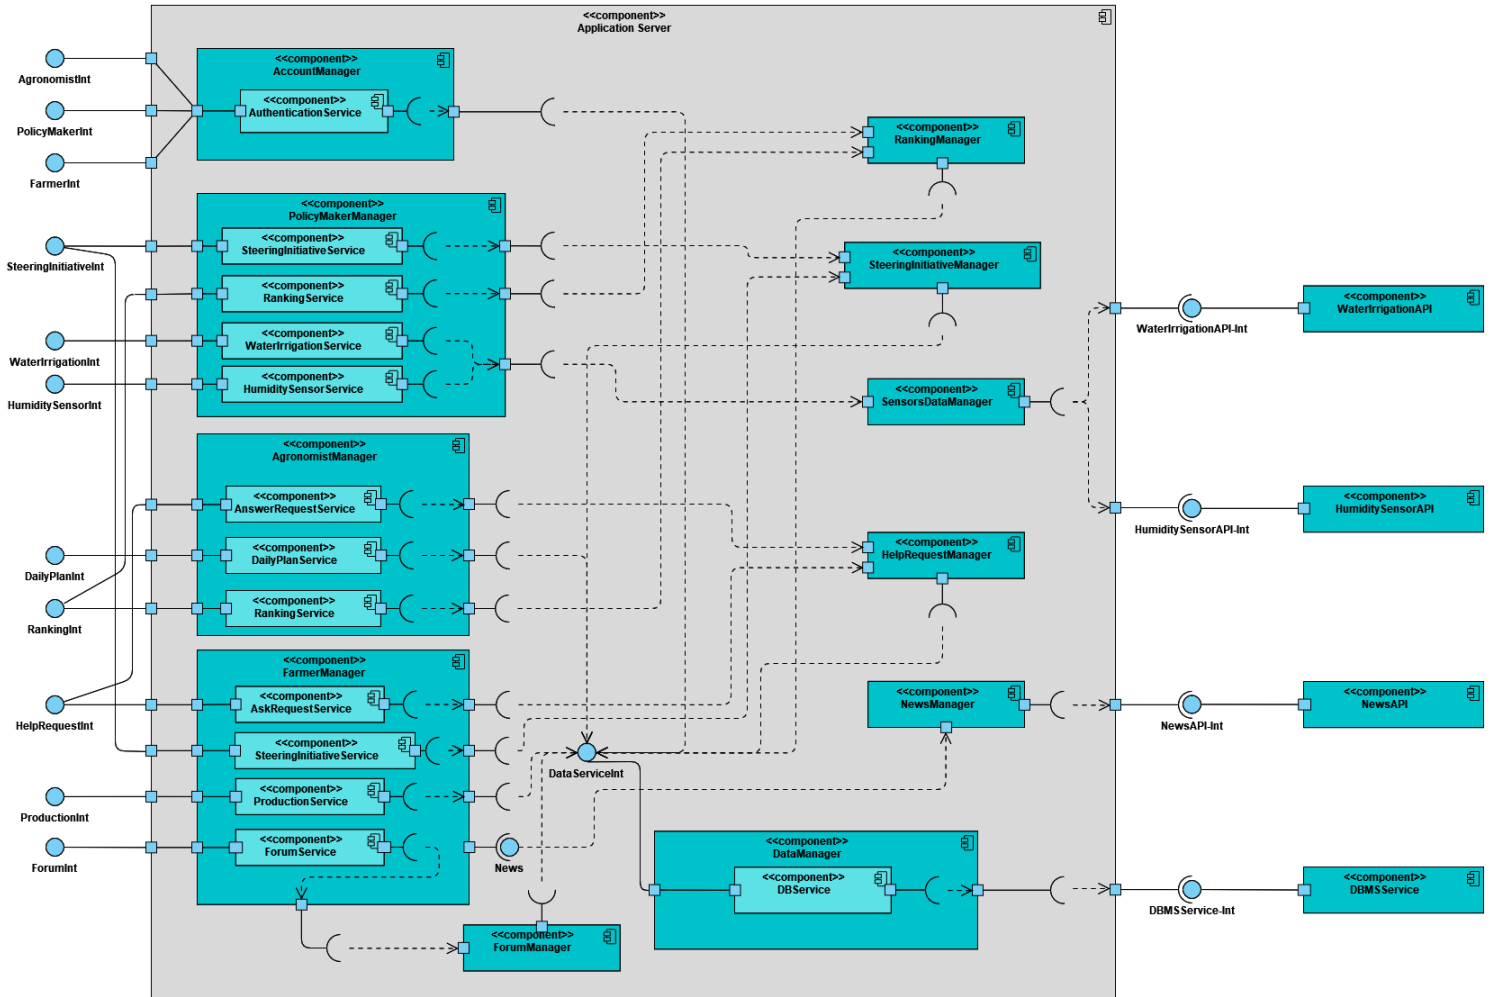 <<component>>
Application Server
AgronomistInt
PolicyMakerInt
FarmerInt
<<component>>
AccountManager
<<component>>
AuthenticationService
<<component>>
RankingManager
SteeringInitiativeInt
WaterIrrigationInt
HumiditySensorInt
<<component>>
PolicyMakerManager
<<component>>
SteeringInitiativeService
<<component>>
RankingService
<<component>>
WaterIrrigationService
<<component>>
HumiditySensorService
<<component>>
SteeringInitiativeManager
<<component>>
SensorsDataManager
WaterIrrigationAPI-Int
<<component>>
WaterIrrigationAPI
DailyPlanInt
RankingInt
<<component>>
AgronomistManager
<<component>>
AnswerRequestService
<<component>>
DailyPlanService
<<component>>
RankingService
<<component>>
HelpRequestManager
HumiditySensorAPI-Int
<<component>>
HumiditySensorAPI
HelpRequestInt
ProductionInt
ForumInt
<<component>>
FarmerManager
<<component>>
AskRequestService
<<component>>
SteeringInitiativeService
<<component>>
ProductionService
<<component>>
ForumService
News
DataServiceInt
<<component>>
NewsManager
NewsAPI-Int
<<component>>
NewsAPI
<<component>>
DataManager
<<component>>
DBService
DBMSService-Int
<<component>>
DBMSService
<<component>>
ForumManager